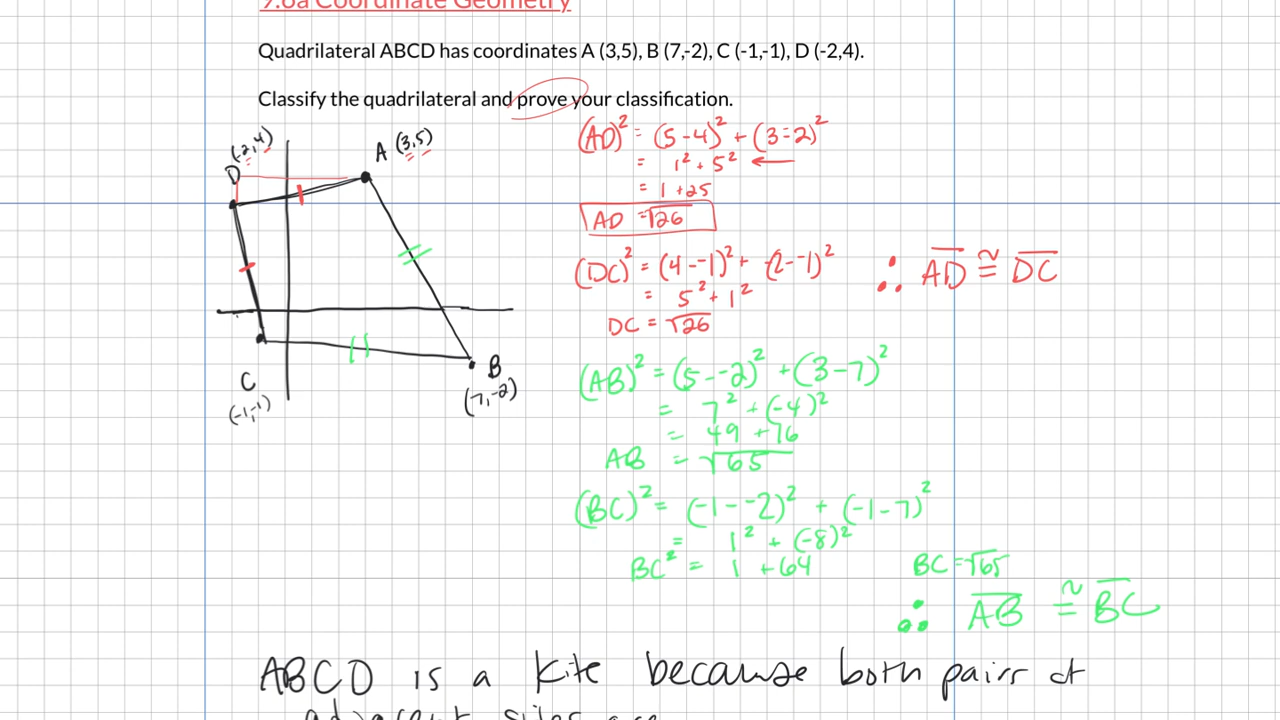 9.6a Coordinate Geometry
Quadrilateral ABCD has coordinates A (3,5), B (7,-2), C (-1,-1), D (-2,4).
Classify the quadrilateral and prove your classification.
(-2,4)
D
A (3,5)
C
(-1,-1)
B
(7,-2)
(AD)² = (5-4)² + (3--2)²
= 1² + 5²
= 1 + 25
AD = √26
(DC)² = (4--1)² + (-2--1)²
= 5² + 1²
DC = √26
∴ AD ≅ DC
(AB)² = (5--2)² + (3-7)²
= 7² + (-4)²
= 49 + 16
AB = √65
(BC)² = (-1--2)² + (-1-7)²
= 1² + (-8)²
BC² = 1 + 64
BC = √65
∴ AB ≅ BC
ABCD is a kite because both pairs of
adjacent sides are